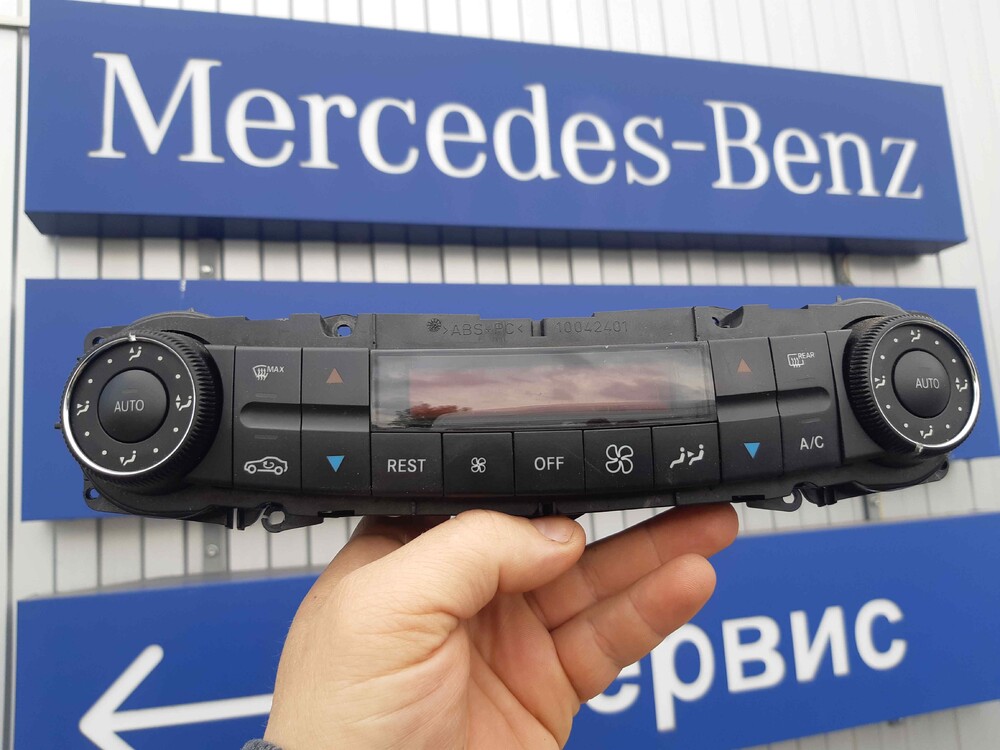 Mercedes-Benz
>ABS+PC< 10042401
MAX
REAR
AUTO
AUTO
REST
OFF
A/C
ервис